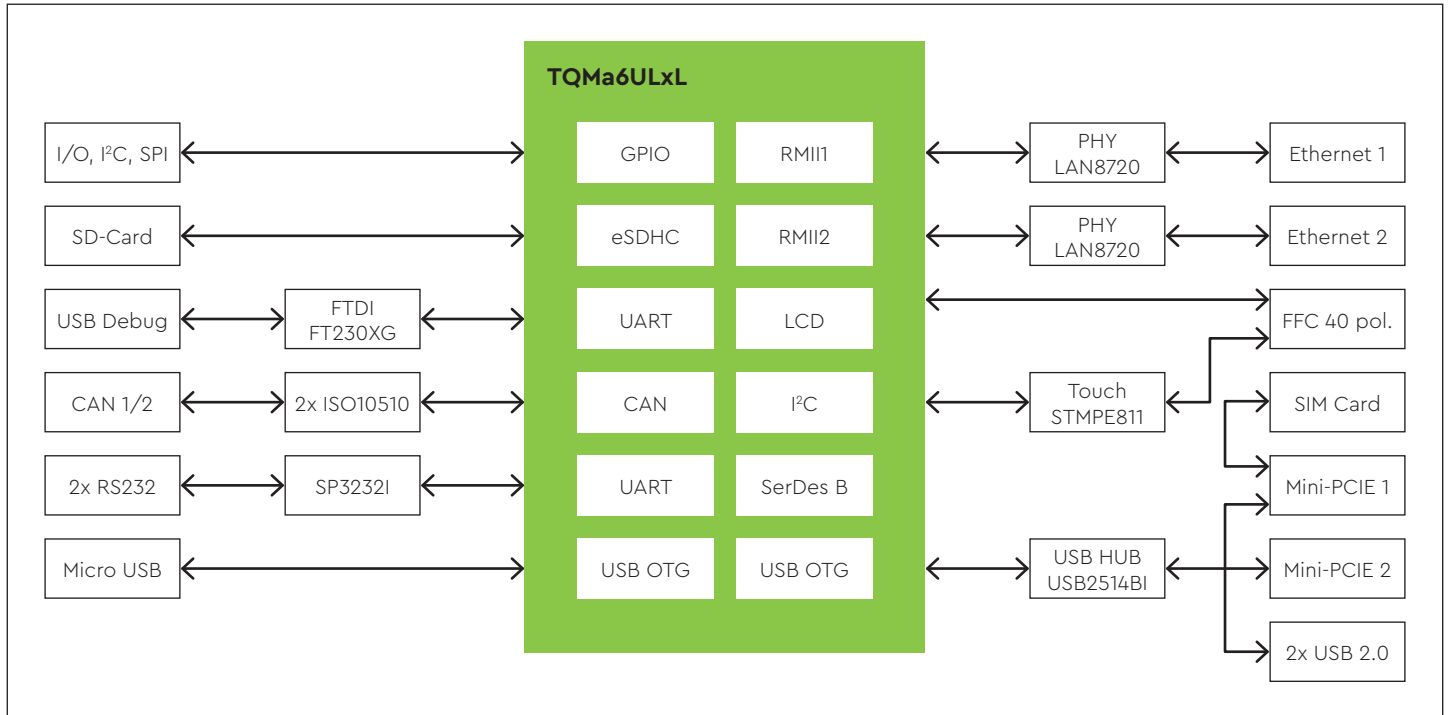 TQMa6ULxL
I/O, I²C, SPI
GPIO
RMII1
PHY
LAN8720
Ethernet 1
SD-Card
eSDHC
RMII2
PHY
LAN8720
Ethernet 2
USB Debug
FTDI
FT230XG
UART
LCD
FFC 40 pol.
CAN 1/2
2x ISO10510
CAN
I²C
Touch
STMPE811
SIM Card
2x RS232
SP3232I
UART
SerDes B
Mini-PCIE 1
Micro USB
USB OTG
USB OTG
USB HUB
USB2514BI
Mini-PCIE 2
2x USB 2.0